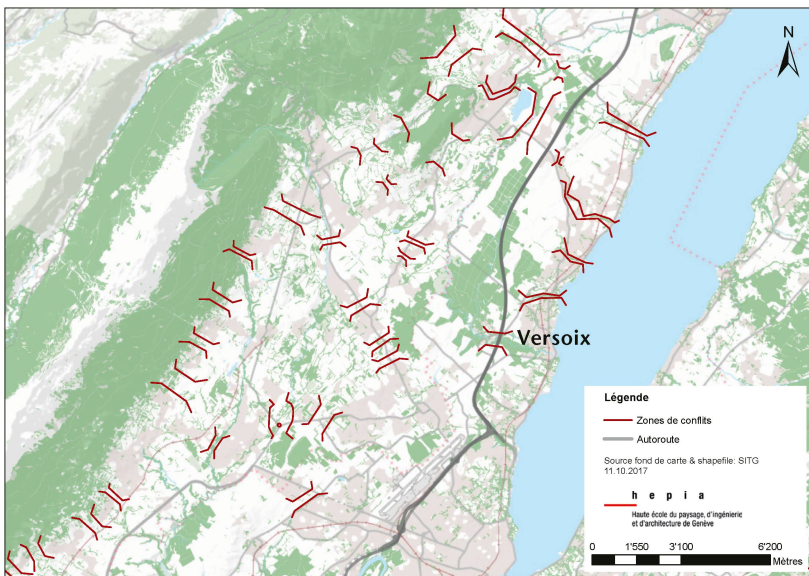 N
Versoix
Légende
Zones de conflits
Autoroute
Source fond de carte & shapefile: SITG
11.10.2017
h e p i a
Haute école du paysage, d'ingénierie
et d'architecture de Genève
0 1'550 3'100 6'200
Mètres